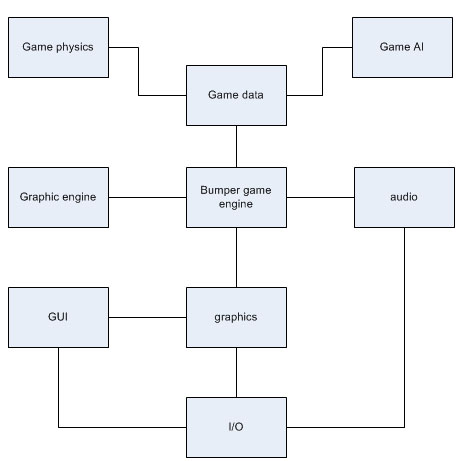 Game physics
Game AI
Game data
Graphic engine
Bumper game
engine
audio
GUI
graphics
I/O